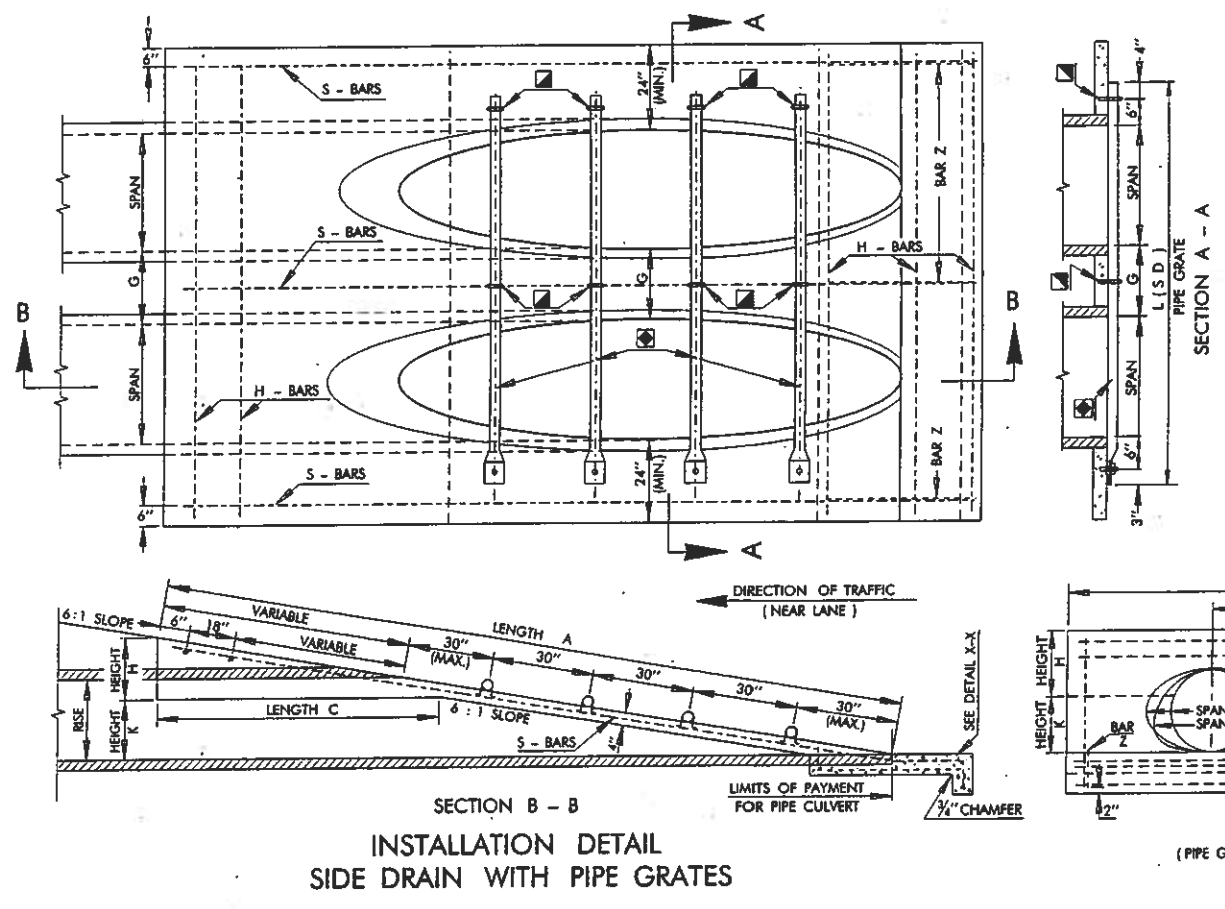 A
6"
S - BARS
24"
(MIN.)
SPAN
BAR Z
S - BARS
G
G
H - BARS
B
B
SPAN
H - BARS
BAR Z
S - BARS
24"
(MIN.)
6"
A
4"
6"
SPAN
G
L ( S D )
PIPE GRATE
SECTION A - A
SPAN
6"
3"
DIRECTION OF TRAFFIC
( NEAR LANE )
6 : 1 SLOPE
6"
18"
VARIABLE
VARIABLE
LENGTH A
30"
(MAX.)
30"
30"
30"
30"
(MAX.)
SEE DETAIL X-X
HEIGHT
H
RISE
HEIGHT
K
LENGTH C
6 : 1 SLOPE
S - BARS
4"
LIMITS OF PAYMENT
FOR PIPE CULVERT
3/4" CHAMFER
SECTION B - B
INSTALLATION DETAIL
SIDE DRAIN WITH PIPE GRATES
HEIGHT
H
HEIGHT
K
SPAN
SPAN
BAR
Z
2"
( PIPE G